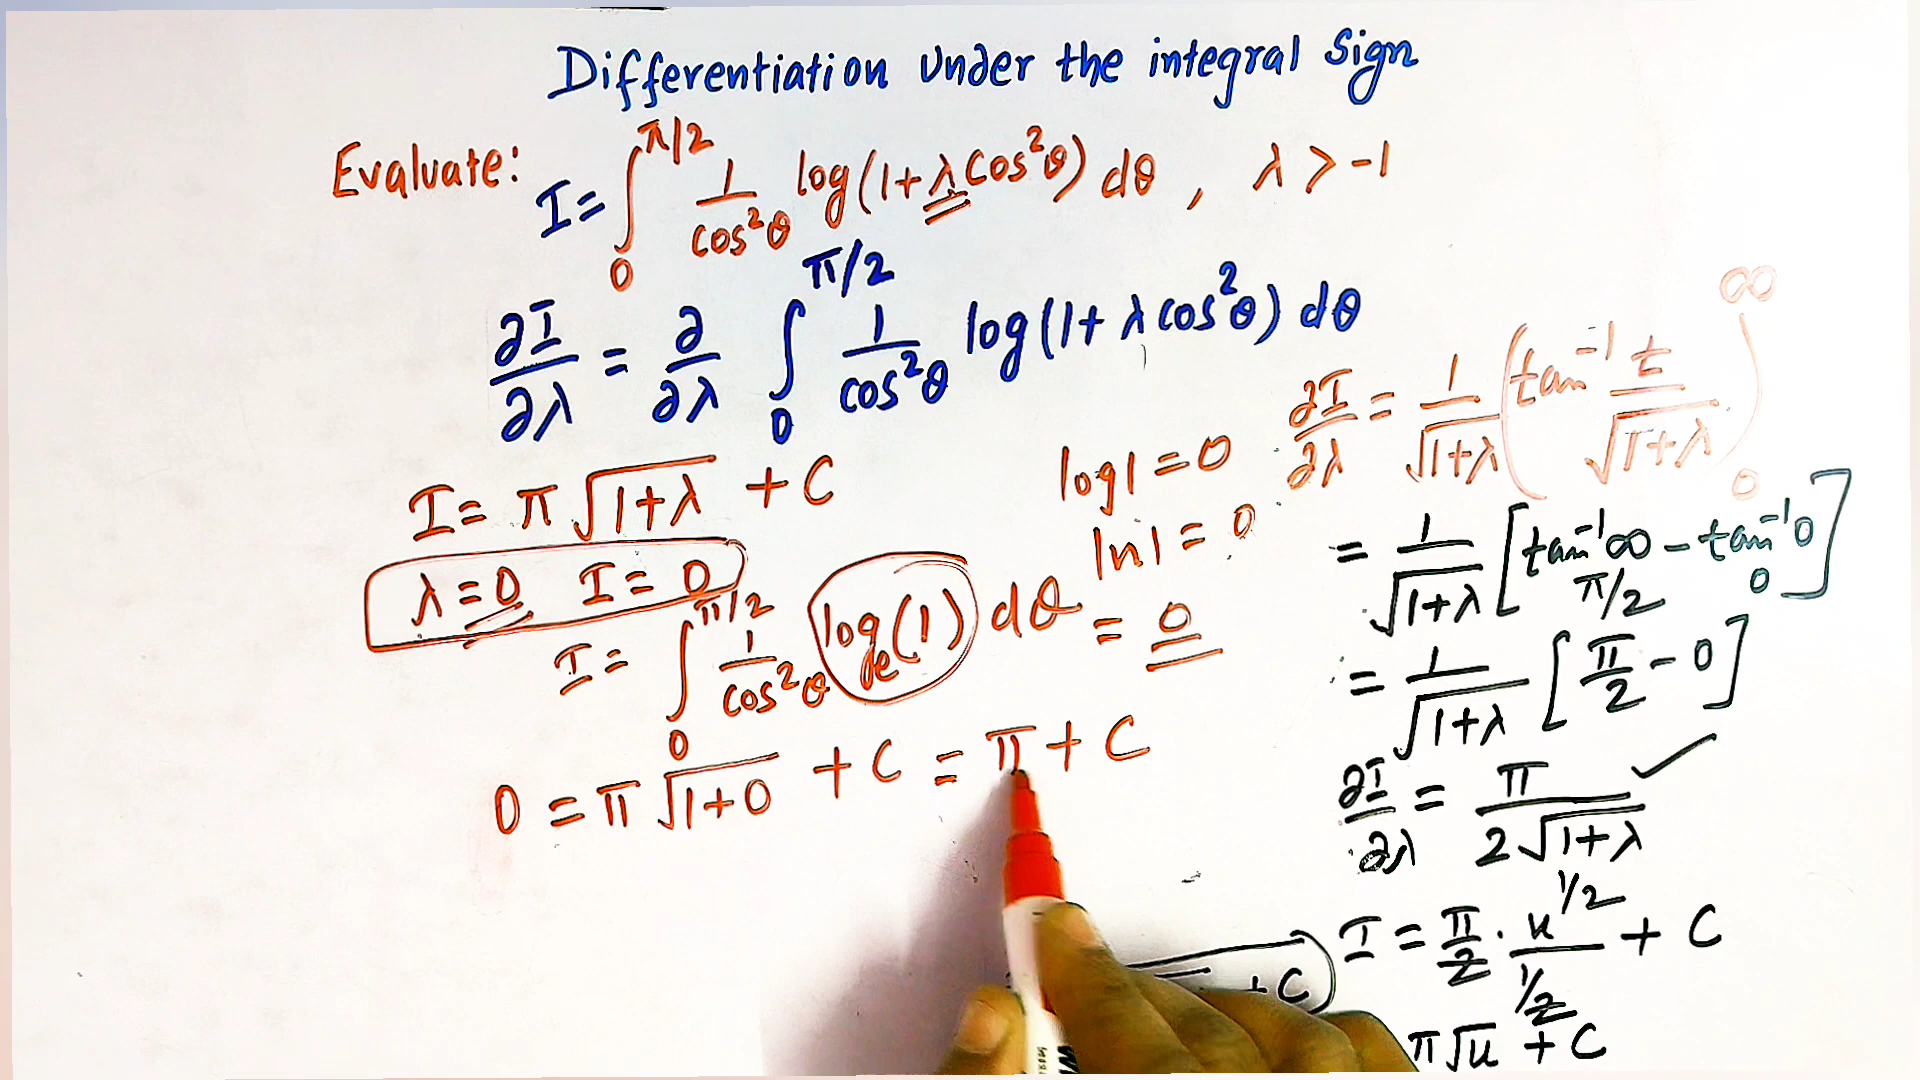 Differentiation Under the integral Sign
Evaluate: I = ∫₀^{π/2} 1/cos²θ log(1+λcos²θ) dθ , λ > -1
∂I/∂λ = ∂/∂λ ∫₀^{π/2} 1/cos²θ log(1+λcos²θ) dθ
I = π√(1+λ) + C
λ = 0 I = 0
I = ∫₀^{π/2} 1/cos²θ logₑ(1) dθ = 0
0 = π√(1+0) + C = π + C
log1 = 0
ln1 = 0
∂I/∂λ = 1/√(1+λ) (tan⁻¹ t/√(1+λ))₀^∞
= 1/√(1+λ) [tan⁻¹∞ - tan⁻¹0]
π/2 0
= 1/√(1+λ) [π/2 - 0]
∂I/∂λ = π/(2√(1+λ)) ✓
I = π/2 · u^{1/2}/(1/2) + C
π√u + C
+ C